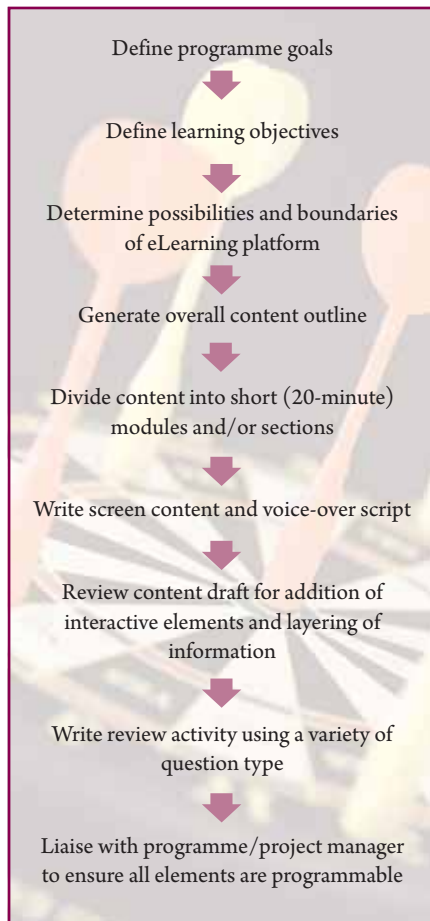 Define programme goals
Define learning objectives
Determine possibilities and boundaries
of eLearning platform
Generate overall content outline
Divide content into short (20-minute)
modules and/or sections
Write screen content and voice-over script
Review content draft for addition of
interactive elements and layering of
information
Write review activity using a variety of
question type
Liaise with programme/project manager
to ensure all elements are programmable